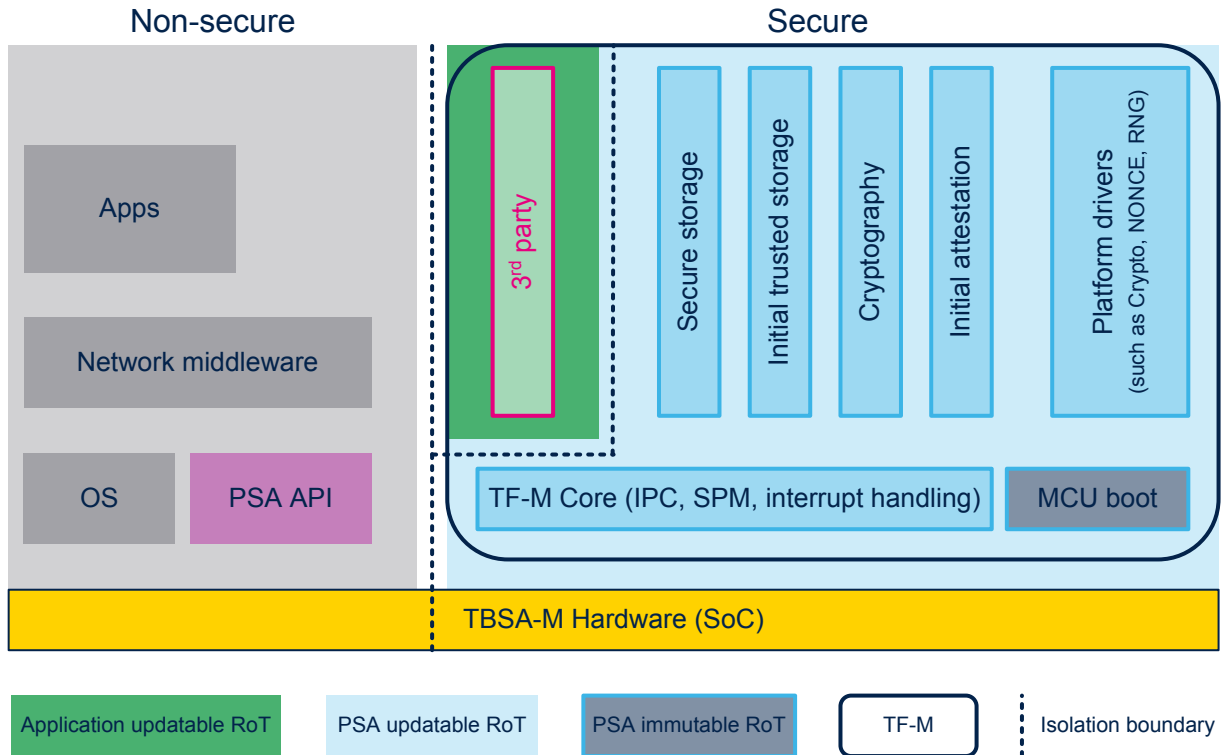 Non-secure
Secure
Apps
Network middleware
OS
PSA API
3rd party
Secure storage
Initial trusted storage
Cryptography
Initial attestation
Platform drivers
(such as Crypto, NONCE, RNG)
TF-M Core (IPC, SPM, interrupt handling)
MCU boot
TBSA-M Hardware (SoC)
Application updatable RoT
PSA updatable RoT
PSA immutable RoT
TF-M
Isolation boundary